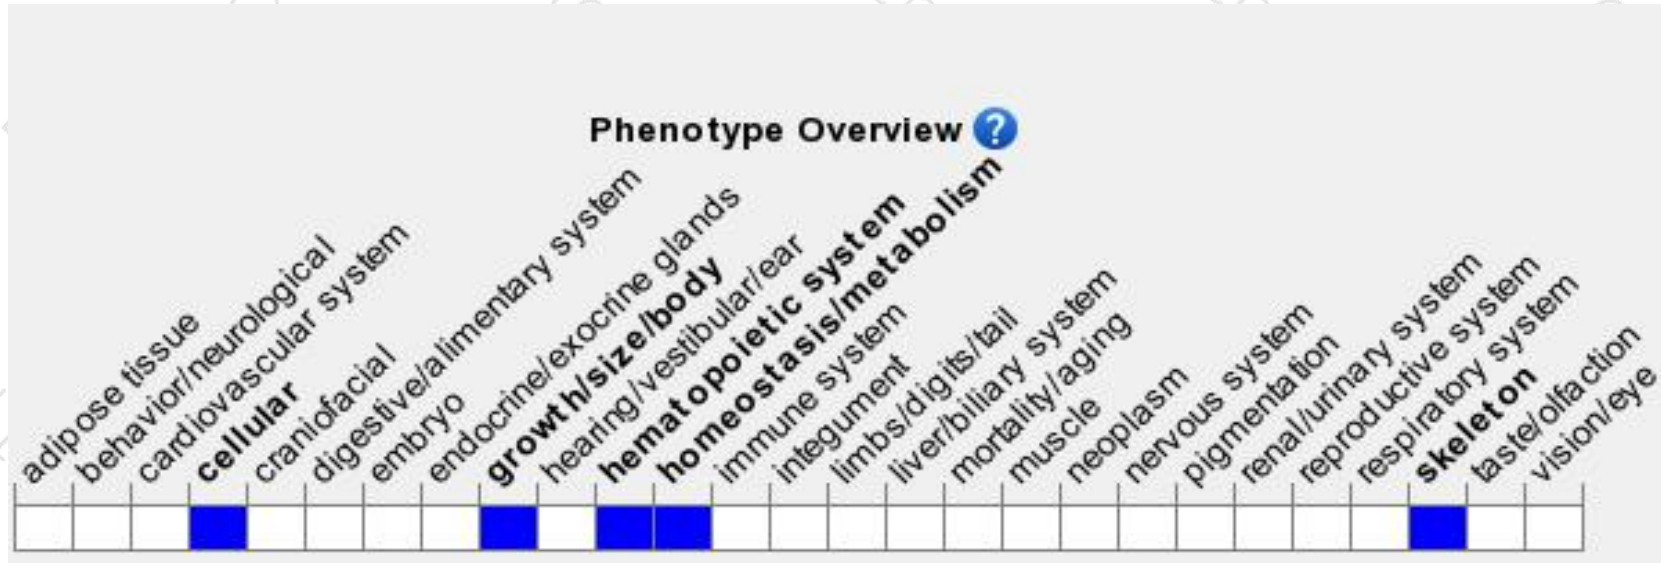 Phenotype Overview ?
adipose tissue
behavior/neurological
cardiovascular system
cellular
craniofacial
digestive/alimentary system
embryo
endocrine/exocrine glands
growth/size/body
hearing/vestibular/ear
hematopoietic system
homeostasis/metabolism
immune system
integument
limbs/digits/tail
liver/biliary system
mortality/aging
muscle
neoplasm
nervous system
pigmentation
renal/urinary system
reproductive system
respiratory system
skeleton
taste/olfaction
vision/eye